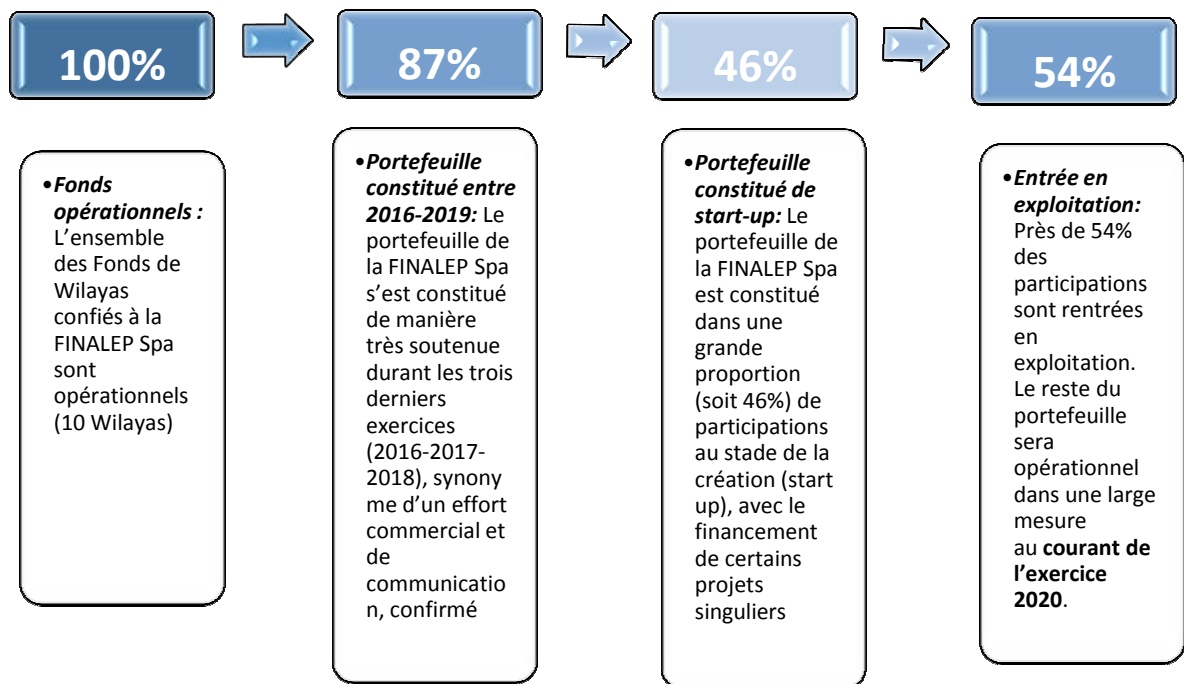 100%
87%
46%
54%
•Fonds
opérationnels :
L’ensemble
des Fonds de
Wilayas
confiés à la
FINALEP Spa
sont
opérationnels
(10 Wilayas)
•Portefeuille
constitué entre
2016-2019: Le
portefeuille de
la FINALEP Spa
s’est constitué
de manière
très soutenue
durant les trois
derniers
exercices
(2016-2017-
2018), synony
me d’un effort
commercial et
de
communicatio
n, confirmé
•Portefeuille
constitué de
start-up: Le
portefeuille de
la FINALEP Spa
est constitué
dans une
grande
proportion
(soit 46%) de
participations
au stade de la
création (start
up), avec le
financement
de certains
projets
singuliers
•Entrée en
exploitation:
Près de 54%
des
participations
sont rentrées
en
exploitation.
Le reste du
portefeuille
sera
opérationnel
dans une large
mesure
au courant de
l’exercice
2020.